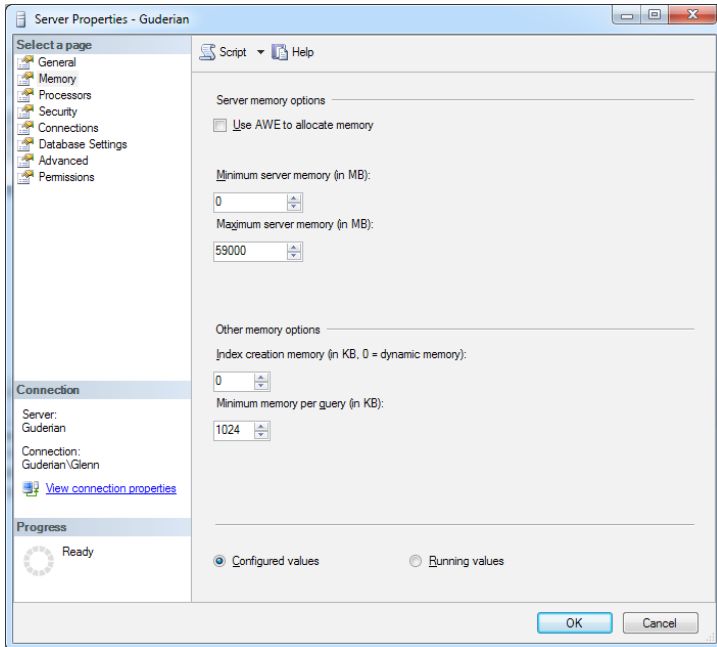 Server Properties - Guderian
Select a page
General
Memory
Processors
Security
Connections
Database Settings
Advanced
Permissions
Connection
Server:
Guderian
Connection:
Guderian\Glenn
View connection properties
Progress
Ready
Script Help
Server memory options
Use AWE to allocate memory
Minimum server memory (in MB):
0
Maximum server memory (in MB):
59000
Other memory options
Index creation memory (in KB, 0 = dynamic memory):
0
Minimum memory per query (in KB):
1024
Configured values Running values
OK Cancel